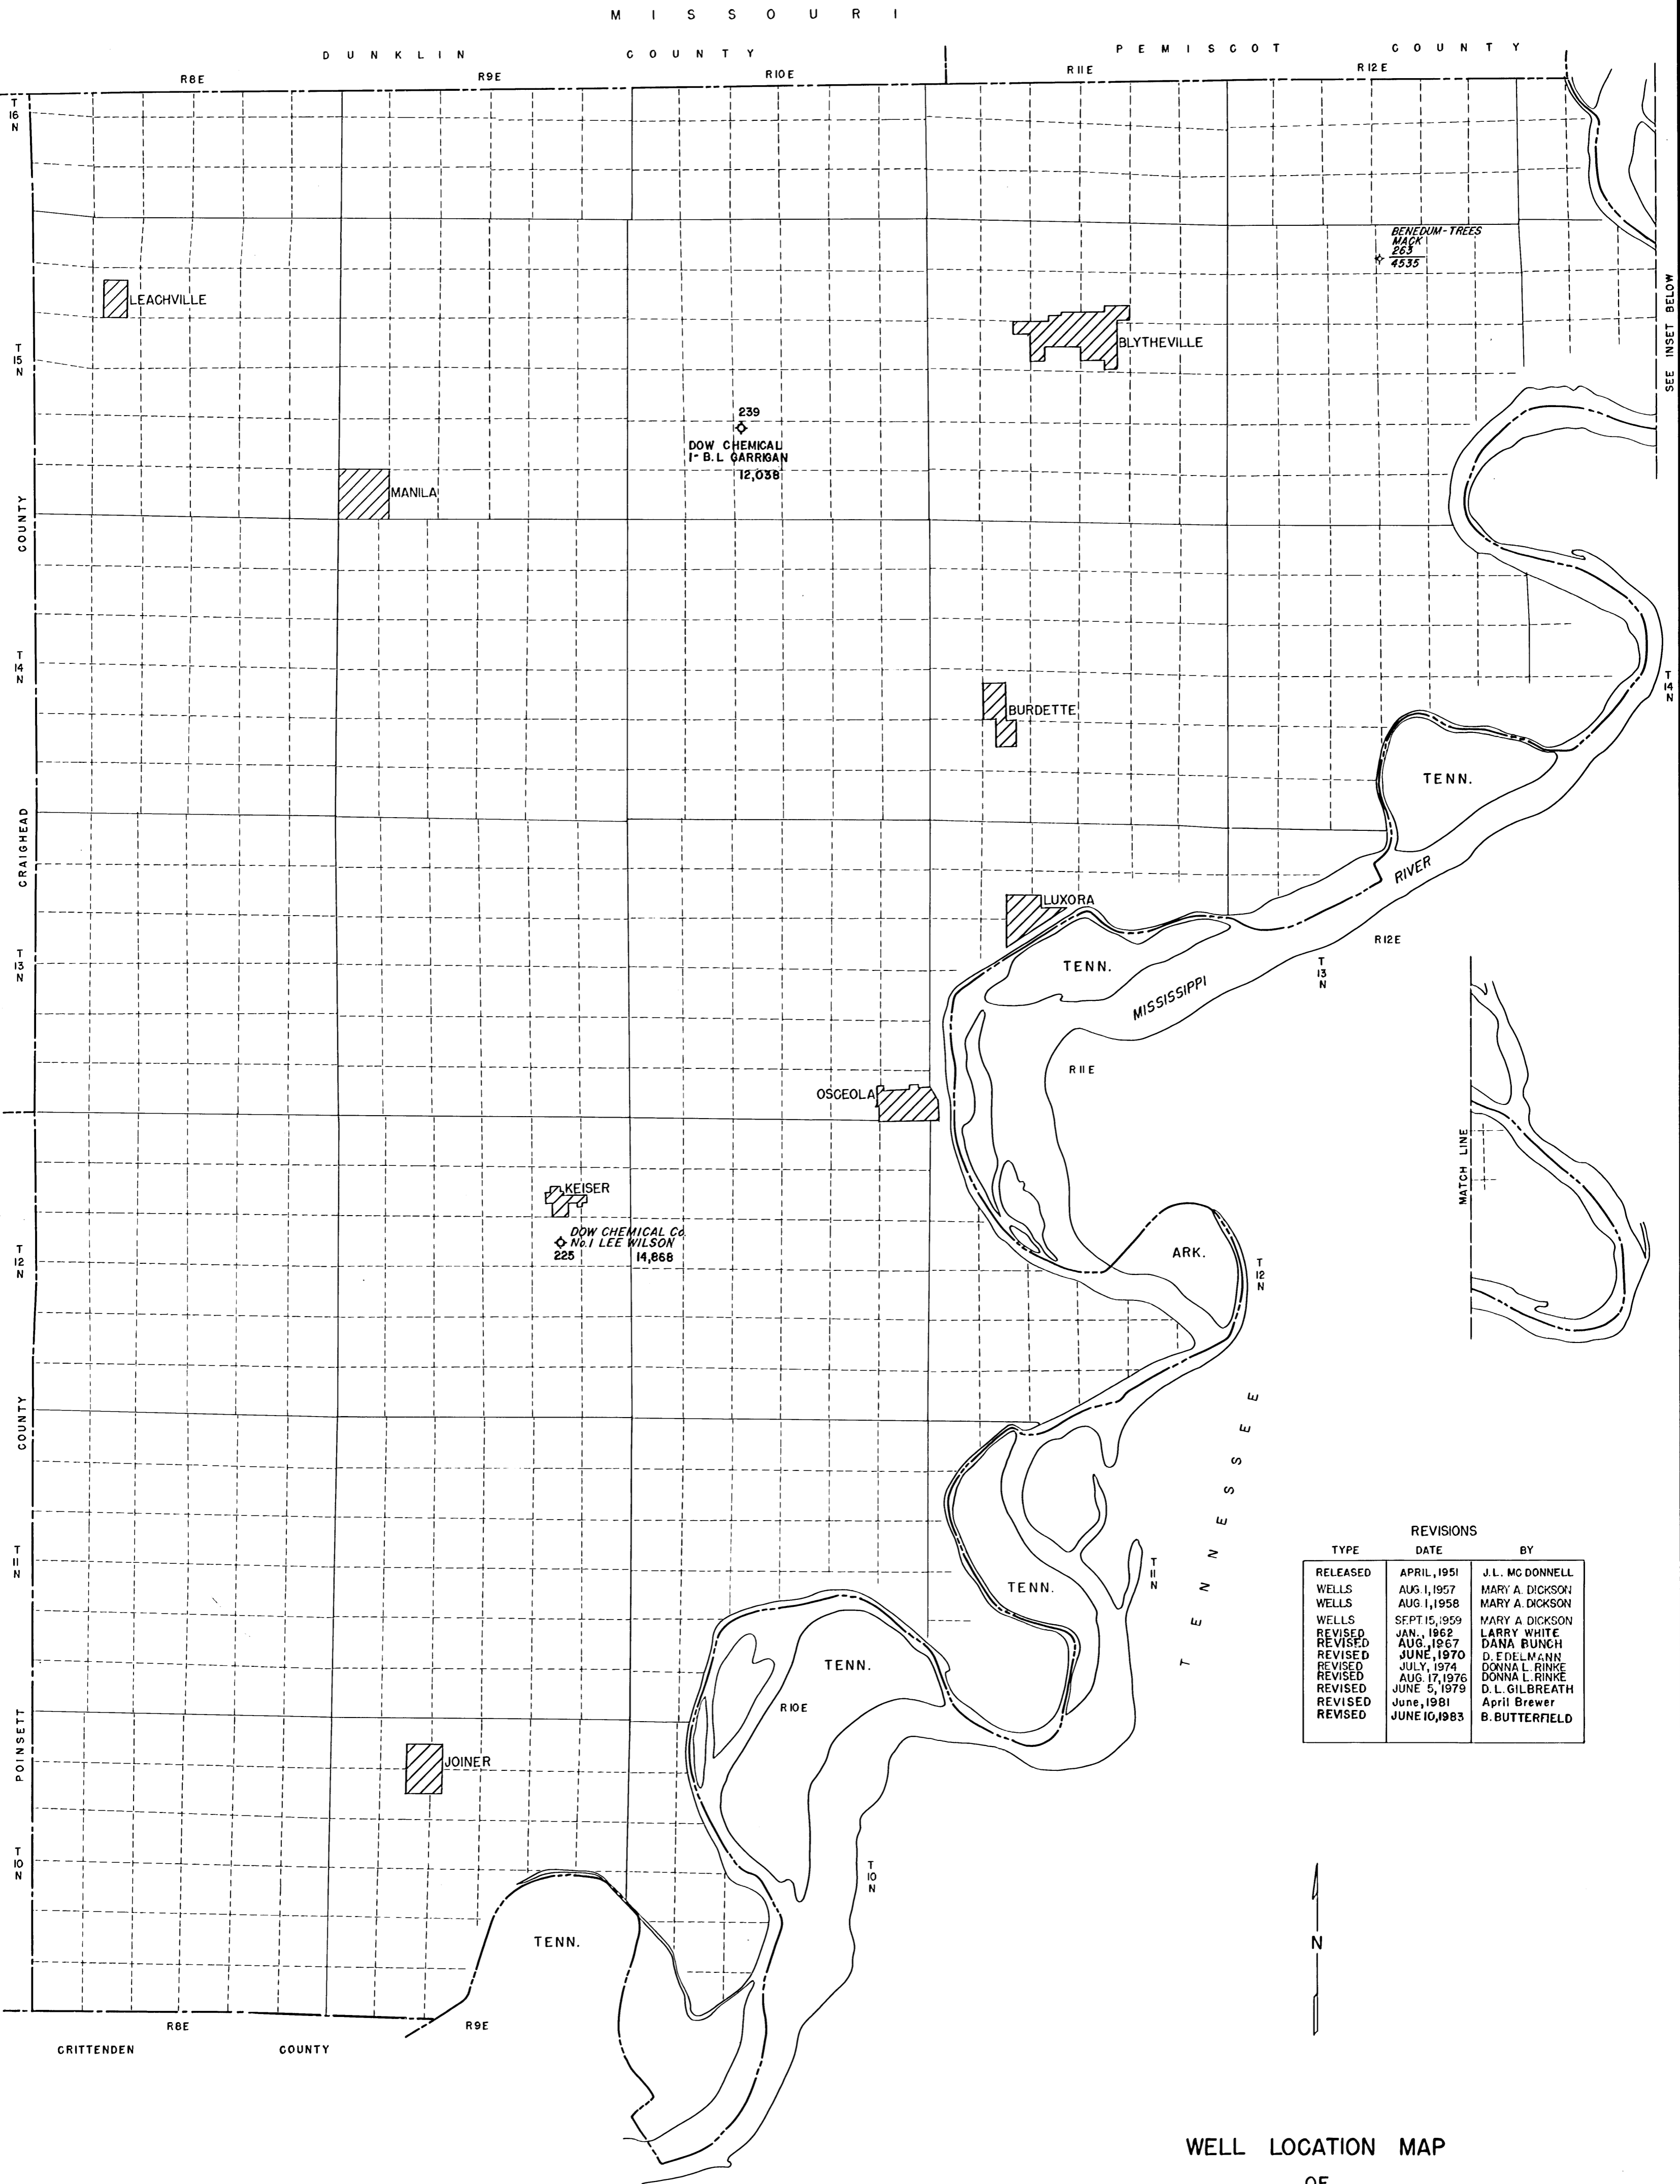 MISSOURI
DUNKLIN COUNTY
PEMISCOT COUNTY
R8E
R9E
R10E
R11E
R12E
T
16
N
BENEDUM-TREES
MACK
263
4535
SEE INSET BELOW
LEACHVILLE
BLYTHEVILLE
T
15
N
239
DOW CHEMICAL
1-B.L GARRIGAN
12,038
MANILA
COUNTY
T
14
N
T
14
N
BURDETTE
TENN.
CRAIGHEAD
RIVER
LUXORA
R12E
T
13
N
TENN.
T
13
N
MISSISSIPPI
R11E
OSCEOLA
MATCH LINE
KEISER
DOW CHEMICAL Co.
No.1 LEE WILSON
225
14,868
T
12
N
ARK.
T
12
N
COUNTY
TENNESSEE
T
11
N
TENN.
T
11
N
REVISIONS
TYPE DATE BY
RELEASED APRIL, 1951 J.L. MC DONNELL
WELLS AUG. 1, 1957 MARY A. DICKSON
WELLS AUG. 1, 1958 MARY A. DICKSON
WELLS SEPT. 15, 1959 MARY A DICKSON
REVISED JAN., 1962 LARRY WHITE
REVISED AUG., 1967 DANA BUNCH
REVISED JUNE, 1970 D. EDELMANN
REVISED JULY, 1974 DONNA L. RINKE
REVISED AUG. 17, 1976 DONNA L. RINKE
REVISED JUNE 5, 1979 D. L. GILBREATH
REVISED June, 1981 April Brewer
REVISED JUNE 10, 1983 B. BUTTERFIELD
TENN.
R10E
POINSETT
JOINER
T
10
N
T
10
N
TENN.
N
R8E
R9E
CRITTENDEN COUNTY
WELL LOCATION MAP
OF